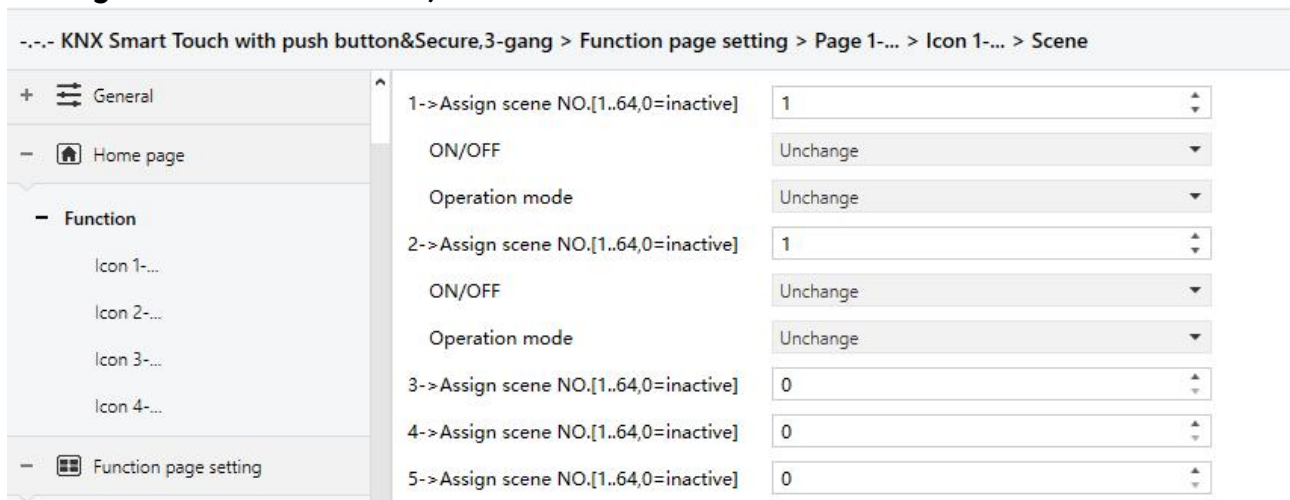 -.-.- KNX Smart Touch with push button&Secure,3-gang > Function page setting > Page 1-... > Icon 1-... > Scene
+ General
1->Assign scene NO.[1..64,0=inactive] 1
ON/OFF Unchange
- Home page
Operation mode Unchange
- Function
2->Assign scene NO.[1..64,0=inactive] 1
Icon 1-...
ON/OFF Unchange
Icon 2-...
Operation mode Unchange
Icon 3-...
3->Assign scene NO.[1..64,0=inactive] 0
Icon 4-...
4->Assign scene NO.[1..64,0=inactive] 0
- Function page setting
5->Assign scene NO.[1..64,0=inactive] 0